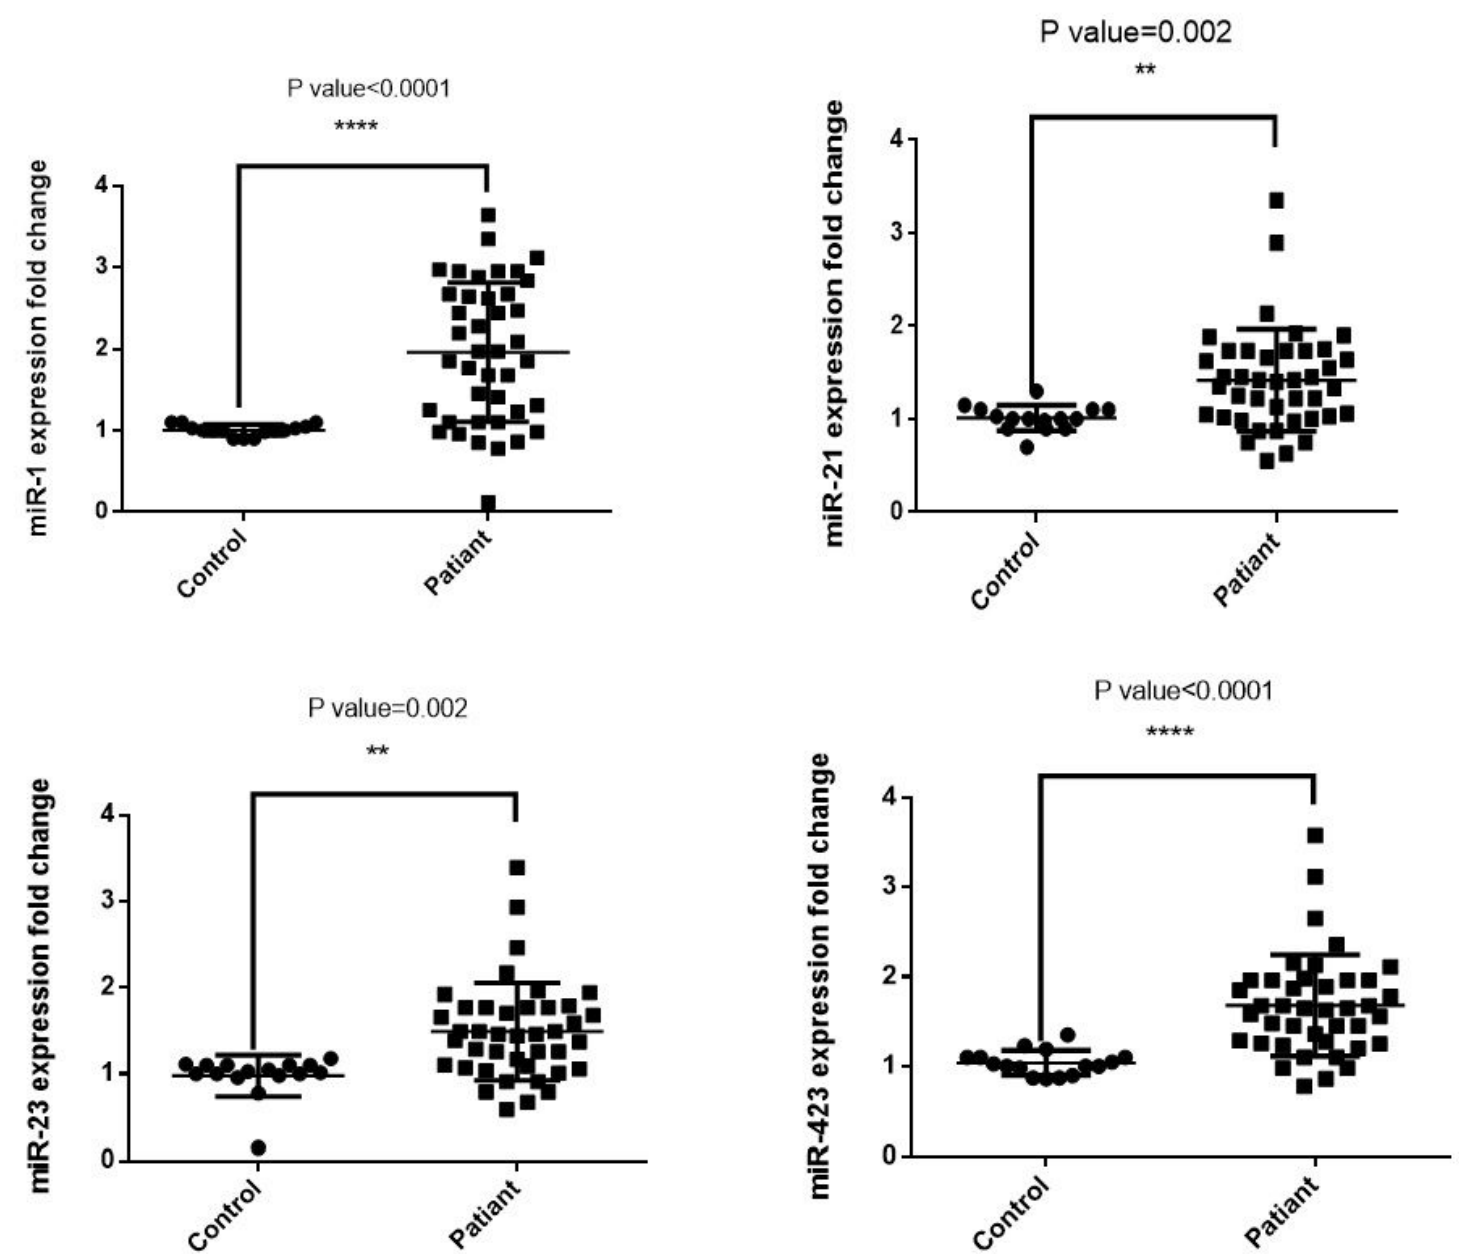 P value<0.0001
****
miR-1 expression fold change
4
3
2
1
0
Control
Patiant
P value=0.002
**
miR-21 expression fold change
4
3
2
1
0
Control
Patiant
P value=0.002
**
miR-23 expression fold change
4
3
2
1
0
Control
Patiant
P value<0.0001
****
miR-423 expression fold change
4
3
2
1
0
Control
Patiant